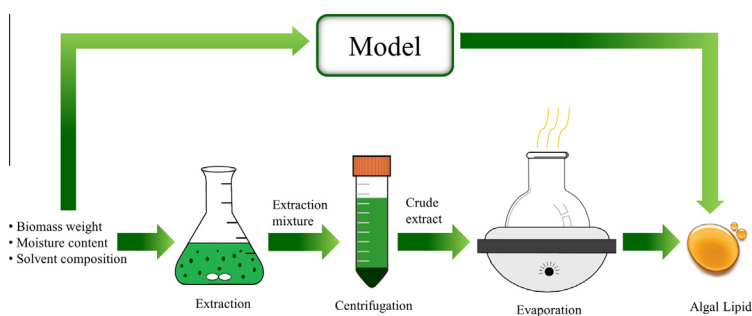 Model
• Biomass weight
• Moisture content
• Solvent composition
Extraction
mixture
Crude
extract
Extraction
Centrifugation
Evaporation
Algal Lipid